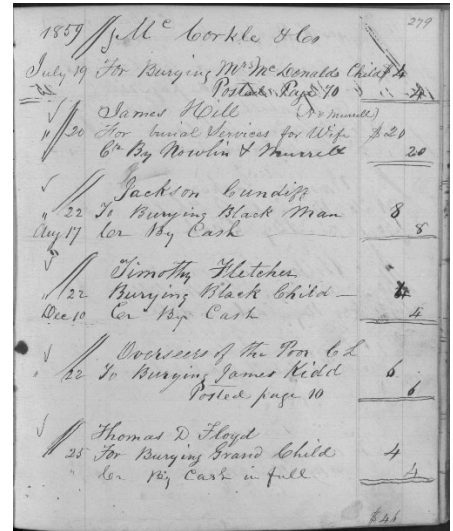 279
1859 J Mc Corkle & Co
July 19 For Burying Mrs McDonalds Child $4
Posted Page 70 " " 4
James Hill (N & Murrell)
" 20 For burial Services for Wife $20
Cr By Nowlin & Murrell 20
Jackson Cundiff
" 22 To Burying Black Man 8
Aug 17 Cr By Cash 8
Timothy Fletcher
" 22 Burying Black Child — 4
Dec 10 Cr By Cash 4
Overseers of the Poor C L
" 22 To Burying James Kidd 6
Posted page 10 6
Thomas D Floyd
" 25 For Burying Grand Child 4
Cr By Cash in full 4
$46